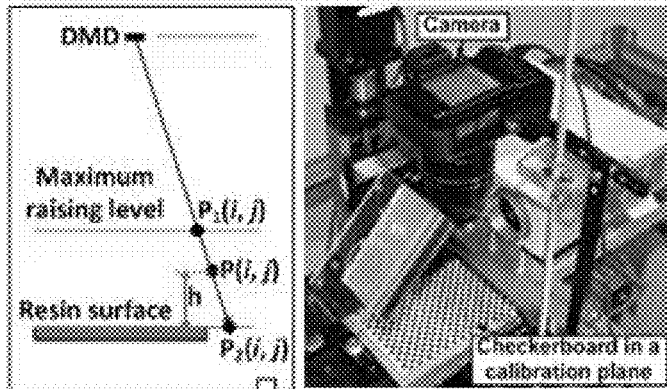 DMD
Maximum
raising level
P₁(i, j)
P(i, j)
h
Resin surface
P₂(i, j)
Camera
Checkerboard in a
calibration plane